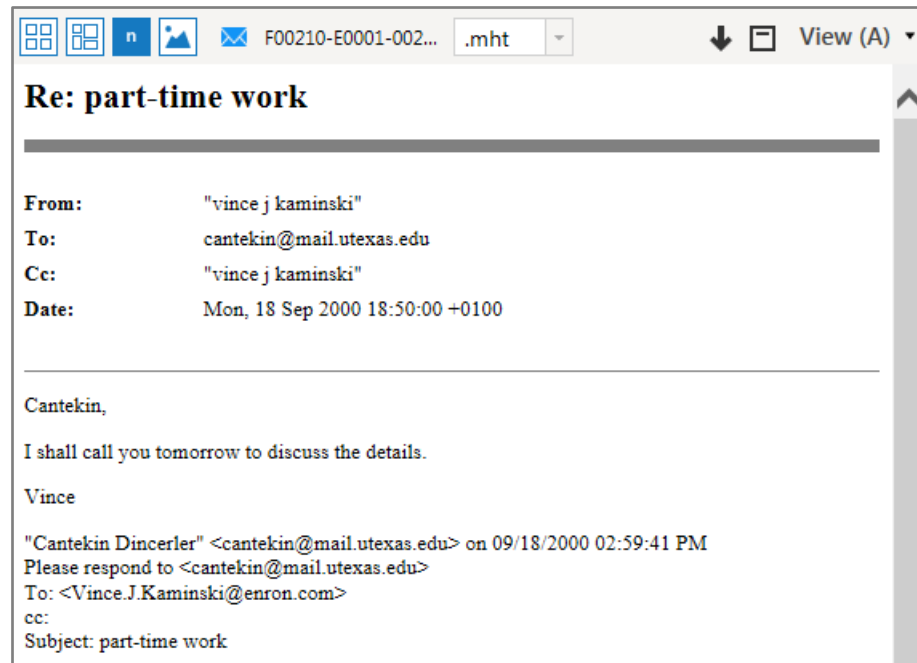 n F00210-E0001-002... .mht View (A)
Re: part-time work
From: "vince j kaminski"
To: cantekin@mail.utexas.edu
Cc: "vince j kaminski"
Date: Mon, 18 Sep 2000 18:50:00 +0100
Cantekin,
I shall call you tomorrow to discuss the details.
Vince
"Cantekin Dincerler" <cantekin@mail.utexas.edu> on 09/18/2000 02:59:41 PM
Please respond to <cantekin@mail.utexas.edu>
To: <Vince.J.Kaminski@enron.com>
cc:
Subject: part-time work